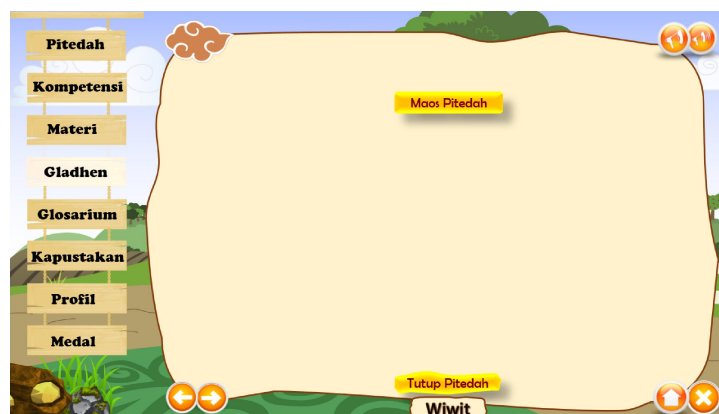 Pitedah
Kompetensi
Materi
Gladhen
Glosarium
Kapustakan
Profil
Medal
Maos Pitedah
Tutup Pitedah
Wiwit